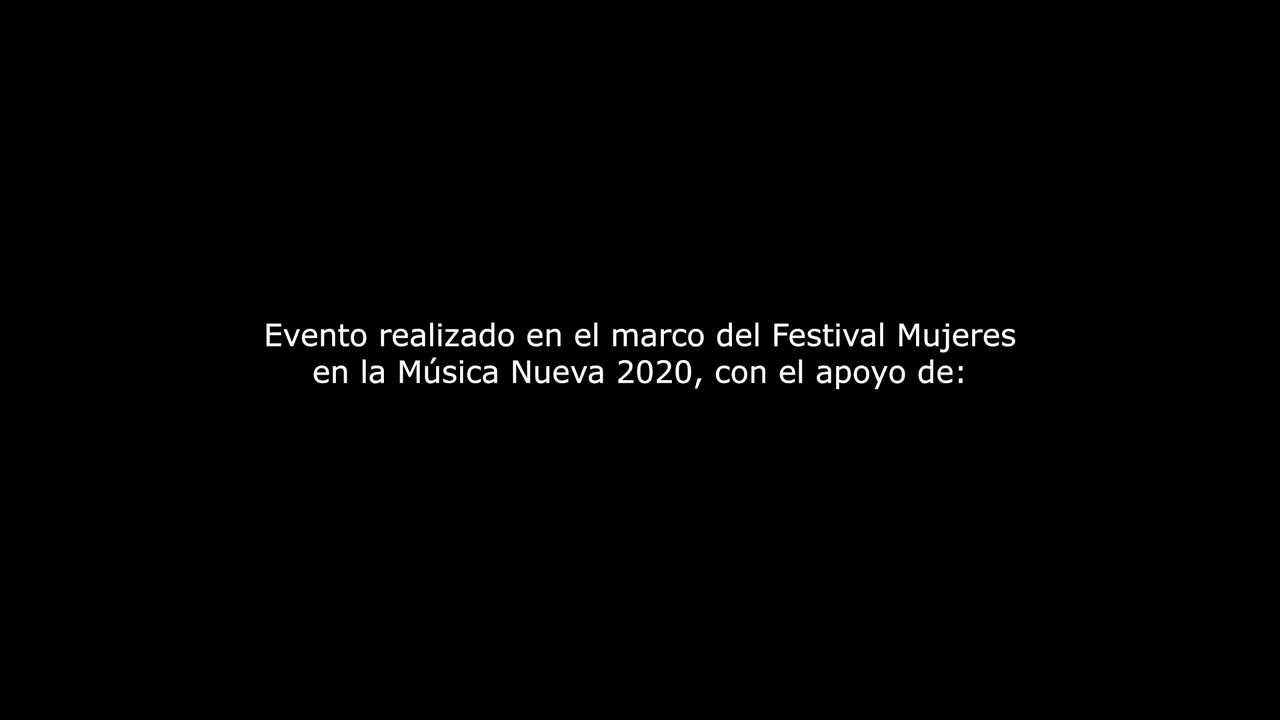 Evento realizado en el marco del Festival Mujeres
en la Música Nueva 2020, con el apoyo de: